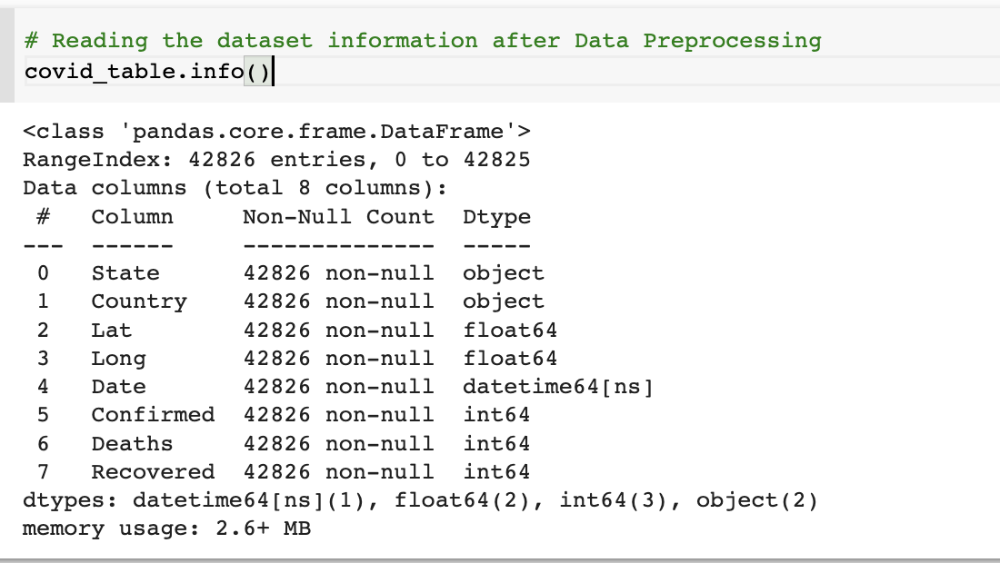 # Reading the dataset information after Data Preprocessing
covid_table.info()
<class 'pandas.core.frame.DataFrame'>
RangeIndex: 42826 entries, 0 to 42825
Data columns (total 8 columns):
 #   Column     Non-Null Count  Dtype
---  ------     --------------  -----
 0   State      42826 non-null  object
 1   Country    42826 non-null  object
 2   Lat        42826 non-null  float64
 3   Long       42826 non-null  float64
 4   Date       42826 non-null  datetime64[ns]
 5   Confirmed  42826 non-null  int64
 6   Deaths     42826 non-null  int64
 7   Recovered  42826 non-null  int64
dtypes: datetime64[ns](1), float64(2), int64(3), object(2)
memory usage: 2.6+ MB